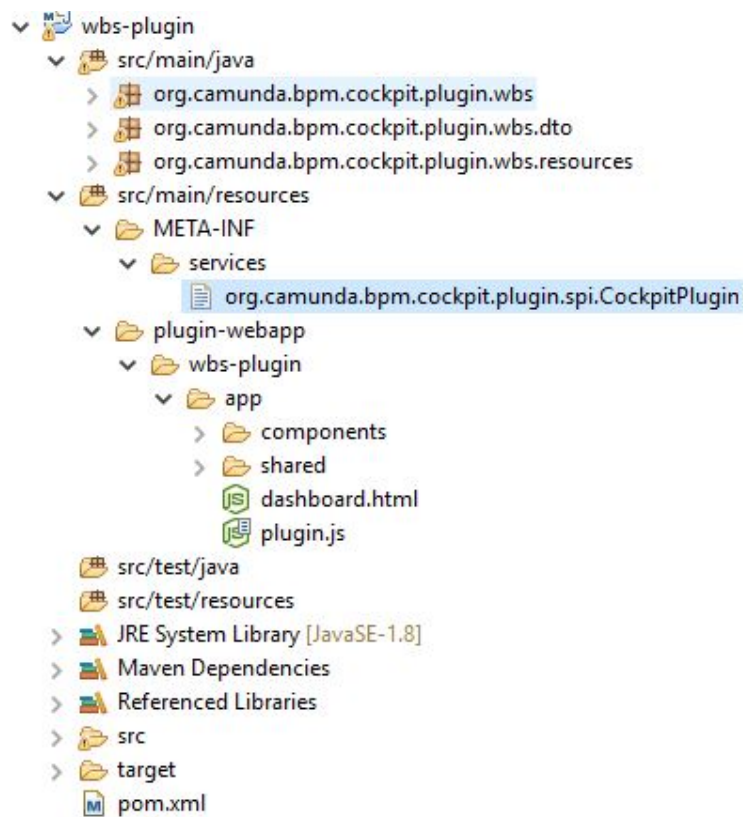 wbs-plugin
src/main/java
org.camunda.bpm.cockpit.plugin.wbs
org.camunda.bpm.cockpit.plugin.wbs.dto
org.camunda.bpm.cockpit.plugin.wbs.resources
src/main/resources
META-INF
services
org.camunda.bpm.cockpit.plugin.spi.CockpitPlugin
plugin-webapp
wbs-plugin
app
components
shared
dashboard.html
plugin.js
src/test/java
src/test/resources
JRE System Library [JavaSE-1.8]
Maven Dependencies
Referenced Libraries
src
target
pom.xml